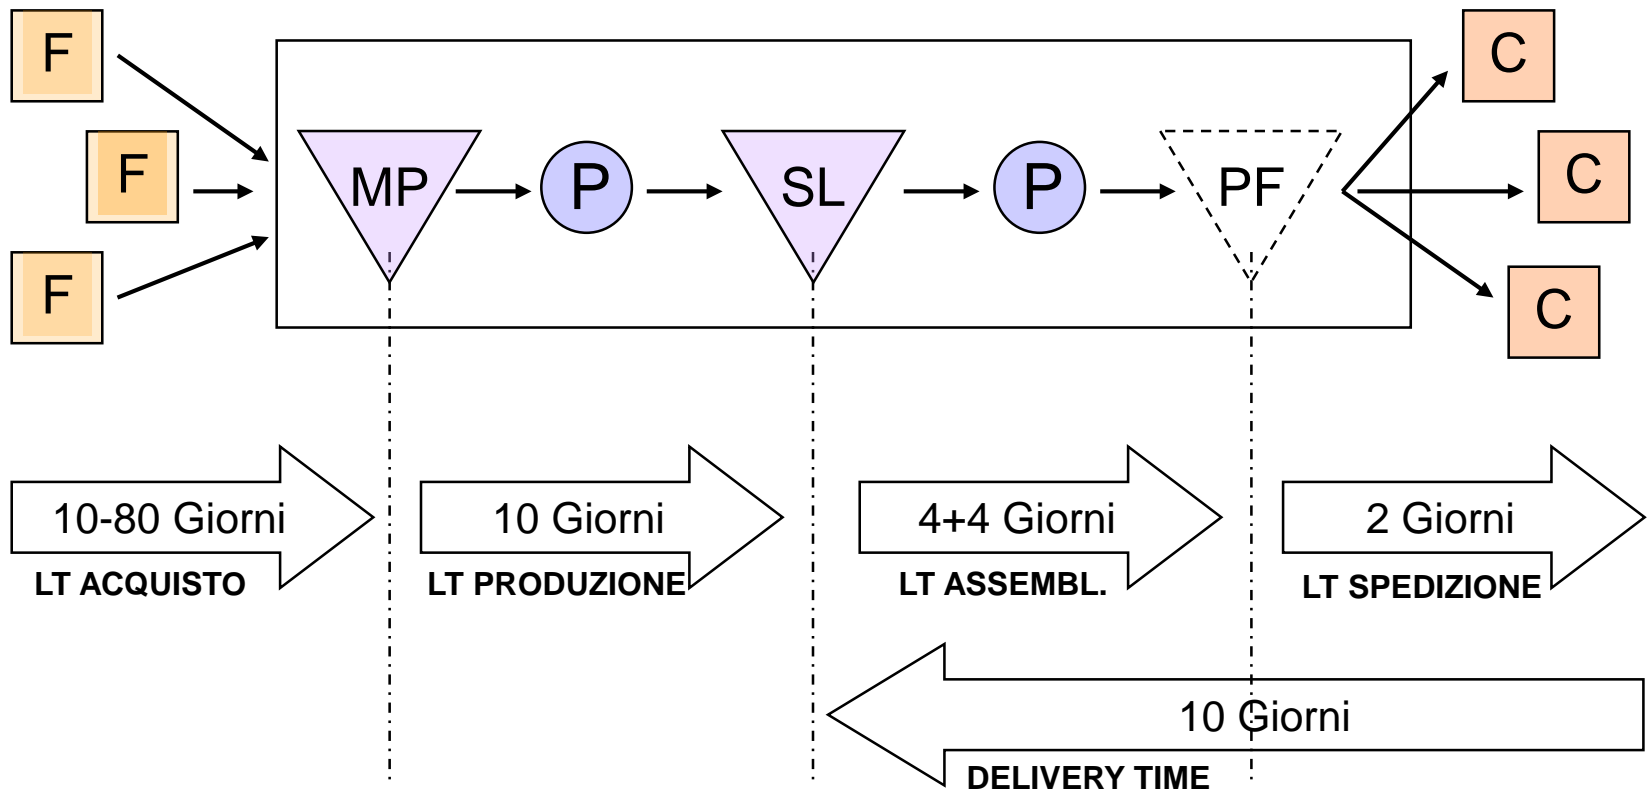 F
C
F
C
F
C
MP
P
SL
P
PF
10-80 Giorni
10 Giorni
4+4 Giorni
2 Giorni
LT ACQUISTO
LT PRODUZIONE
LT ASSEMBL.
LT SPEDIZIONE
10 Giorni
DELIVERY TIME